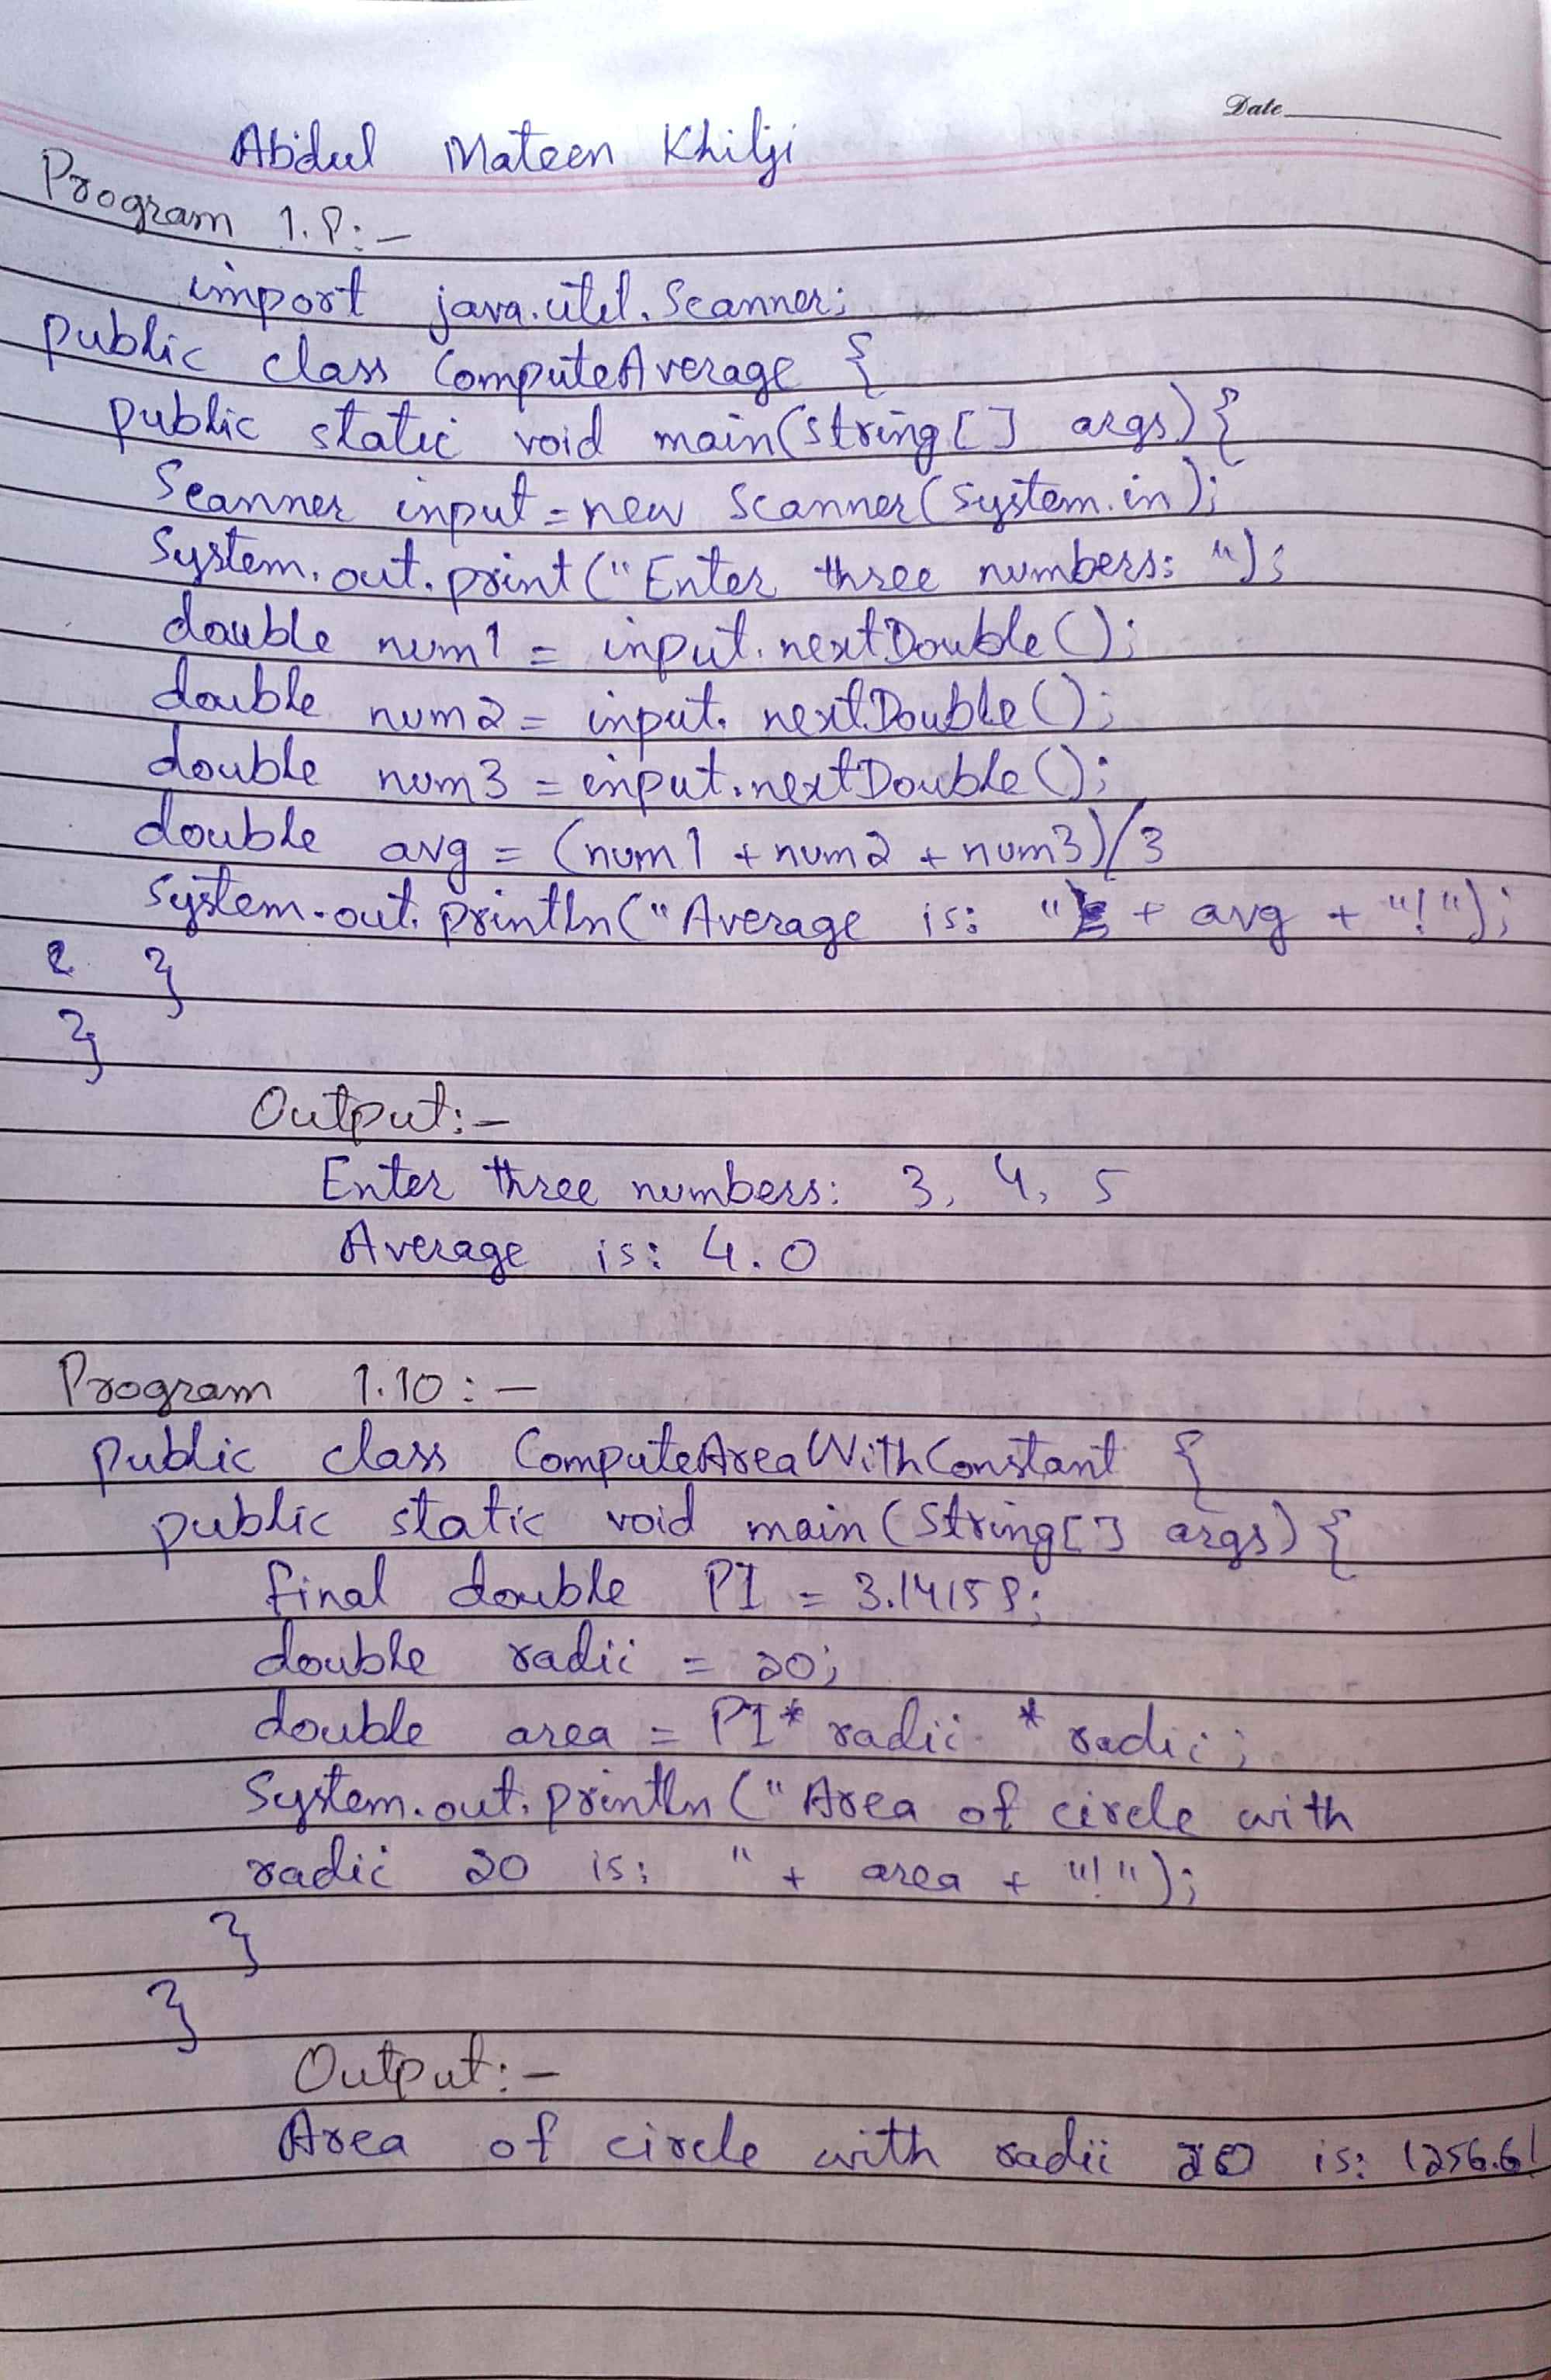 Date
Abdul Mateen Khilji
Program 1.9:-
import java.util.Scanner;
public class ComputeAverage {
public static void main(String[] args){
Scanner input = new Scanner(System.in);
System.out.print("Enter three numbers: ");
double num1 = input.nextDouble();
double num2 = input.nextDouble();
double num3 = input.nextDouble();
double avg = (num1 + num2 + num3)/3
System.out.println("Average is: " + avg + "!");
}
}
Output:-
Enter three numbers: 3, 4, 5
Average is: 4.0
Program 1.10:-
public class ComputeAreaWithConstant {
public static void main(String[] args){
final double PI = 3.14159;
double radii = 20;
double area = PI* radii * radii;
System.out.println("Area of circle with
radii 20 is: " + area + "!");
}
}
Output:-
Area of circle with radii 20 is: 1256.6!